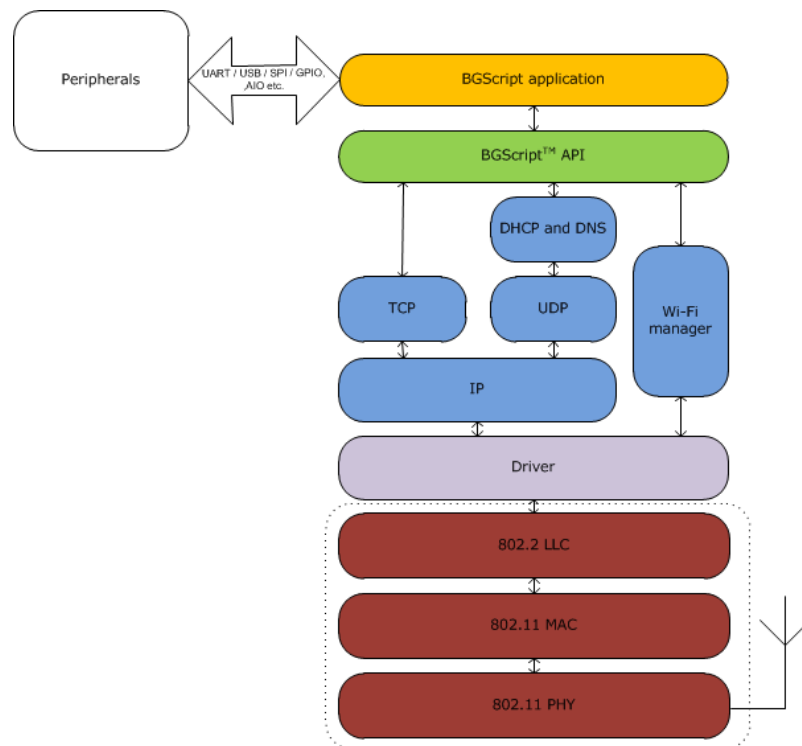 Peripherals
UART / USB / SPI / GPIO,
,AIO etc.
BGScript application
BGScript™ API
DHCP and DNS
TCP
UDP
Wi-Fi
manager
IP
Driver
802.2 LLC
802.11 MAC
802.11 PHY